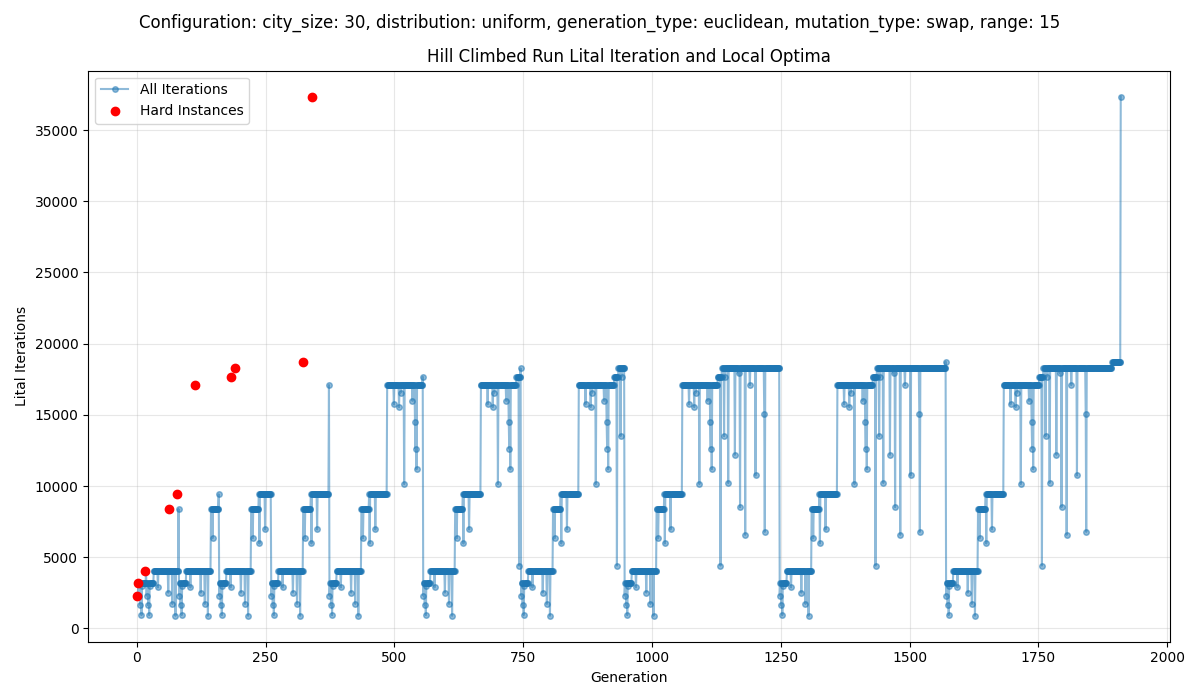 Configuration: city_size: 30, distribution: uniform, generation_type: euclidean, mutation_type: swap, range: 15
Hill Climbed Run Lital Iteration and Local Optima
All Iterations
Hard Instances
35000
30000
25000
20000
15000
10000
5000
0
Lital Iterations
0 250 500 750 1000 1250 1500 1750 2000
Generation